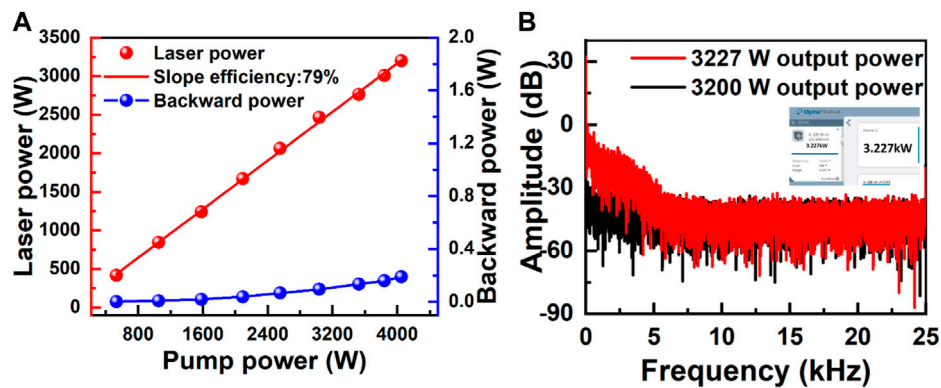 A
Laser power (W)
3500
3000
2500
2000
1500
1000
500
0
Laser power
Slope efficiency:79%
Backward power
2.0
1.6
1.2
0.8
0.4
0.0
Backward power (W)
800 1600 2400 3200 4000
Pump power (W)
B
Amplitude (dB)
30
0
-30
-60
-90
3227 W output power
3200 W output power
3.227kW
3.227kW
0 5 10 15 20 25
Frequency (kHz)